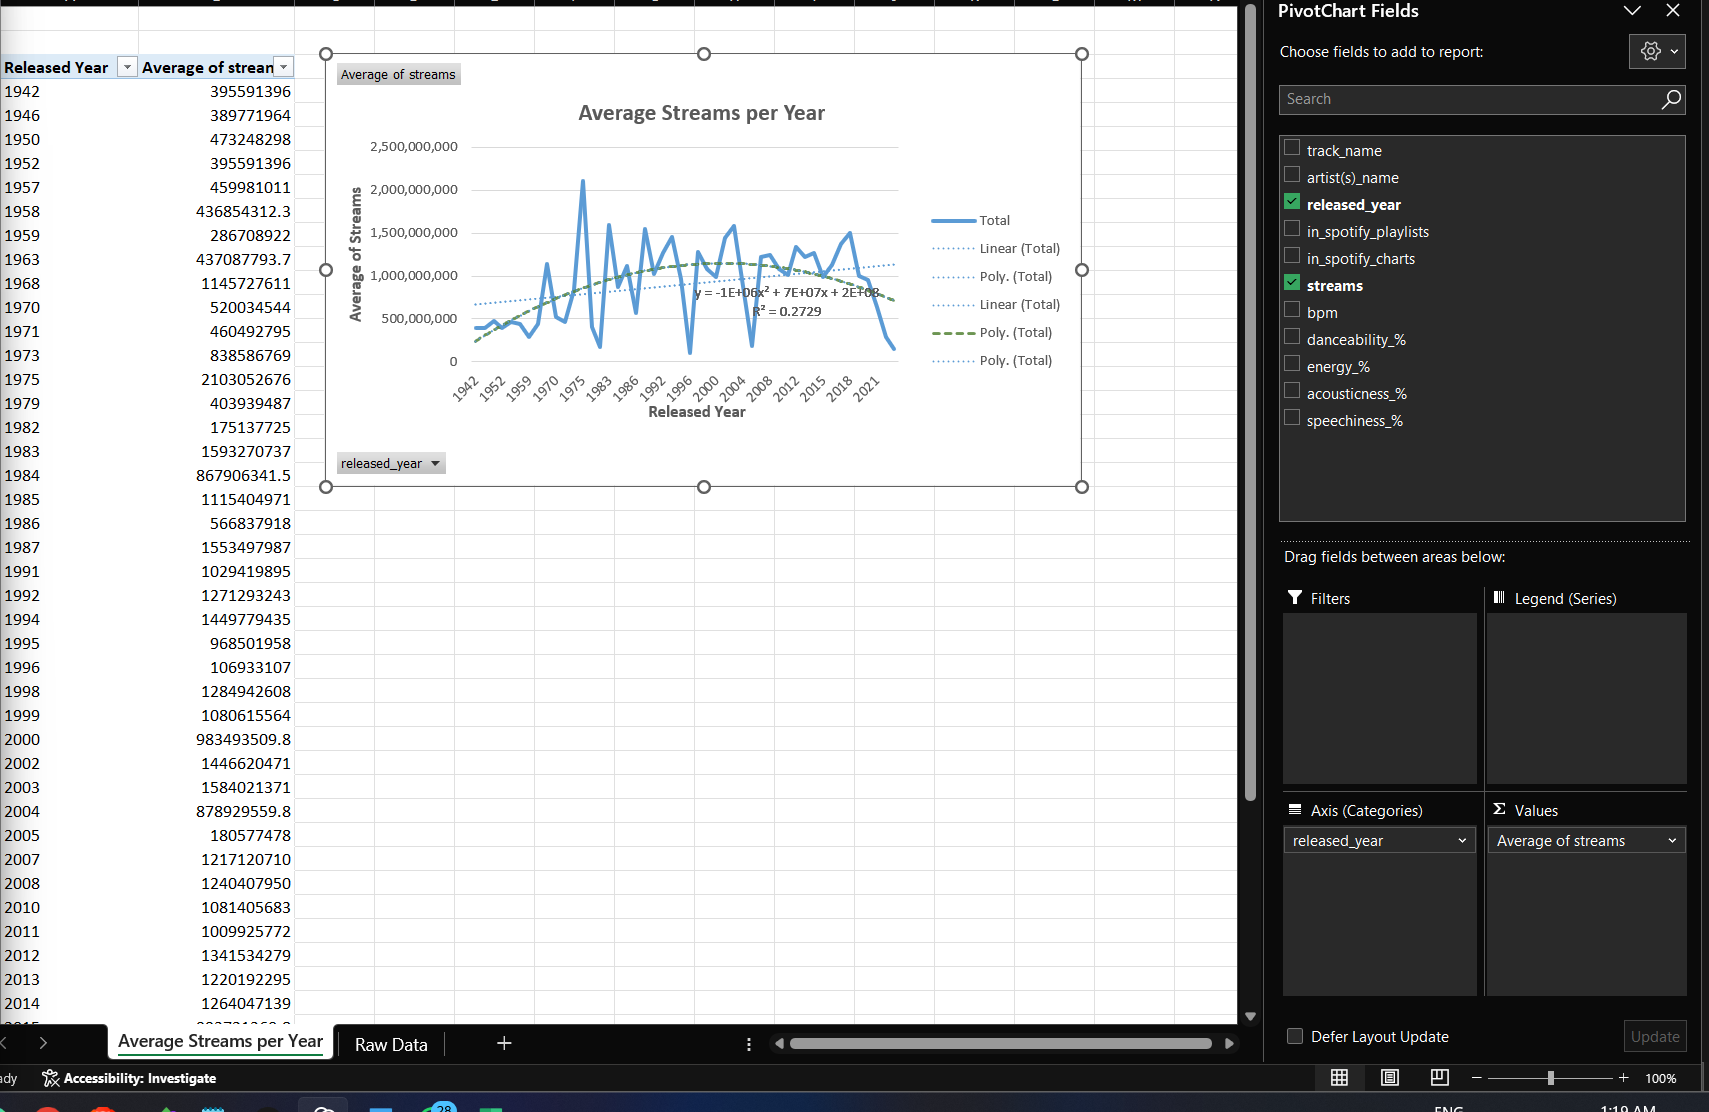 PivotChart Fields
Choose fields to add to report:
Search
track_name
artist(s)_name
released_year
in_spotify_playlists
in_spotify_charts
streams
bpm
danceability_%
energy_%
acousticness_%
speechiness_%
Drag fields between areas below:
Filters
Legend (Series)
Axis (Categories)
released_year
Σ Values
Average of streams
Defer Layout Update
Update
Released Year Average of strean
1942 395591396
1946 389771964
1950 473248298
1952 395591396
1957 459981011
1958 436854312.3
1959 286708922
1963 437087793.7
1968 1145727611
1970 520034544
1971 460492795
1973 838586769
1975 2103052676
1979 403939487
1982 175137725
1983 1593270737
1984 867906341.5
1985 1115404971
1986 566837918
1987 1553497987
1991 1029419895
1992 1271293243
1994 1449779435
1995 968501958
1996 106933107
1998 1284942608
1999 1080615564
2000 983493509.8
2002 1446620471
2003 1584021371
2004 878929559.8
2005 180577478
2007 1217120710
2008 1240407950
2010 1081405683
2011 1009925772
2012 1341534279
2013 1220192295
2014 1264047139
Average of streams
Average Streams per Year
Average of Streams
2,500,000,000
2,000,000,000
1,500,000,000
1,000,000,000
500,000,000
0
y = -1E+06x² + 7E+07x + 2E+08
R² = 0.2729
1942 1952 1959 1970 1975 1983 1986 1992 1996 2000 2004 2008 2012 2015 2018 2021
Released Year
Total
Linear (Total)
Poly. (Total)
Linear (Total)
Poly. (Total)
Poly. (Total)
released_year
Average Streams per Year
Raw Data
ady
Accessibility: Investigate
100%
28
ENG
1:19 AM